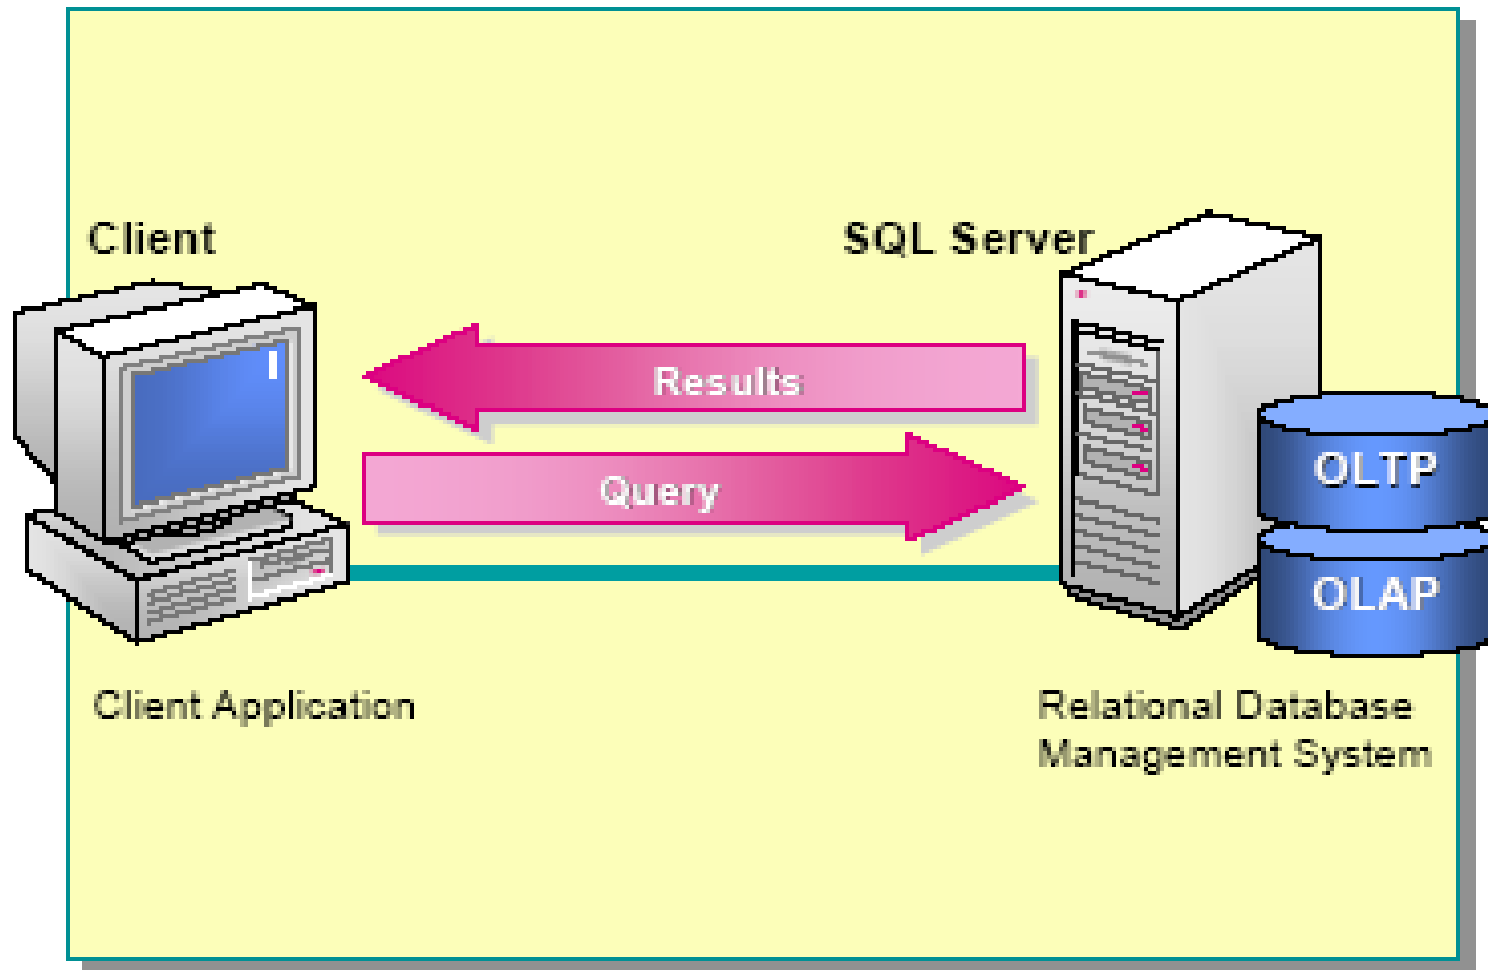 Client
SQL Server
Results
Query
OLTP
OLAP
Client Application
Relational Database
Management System